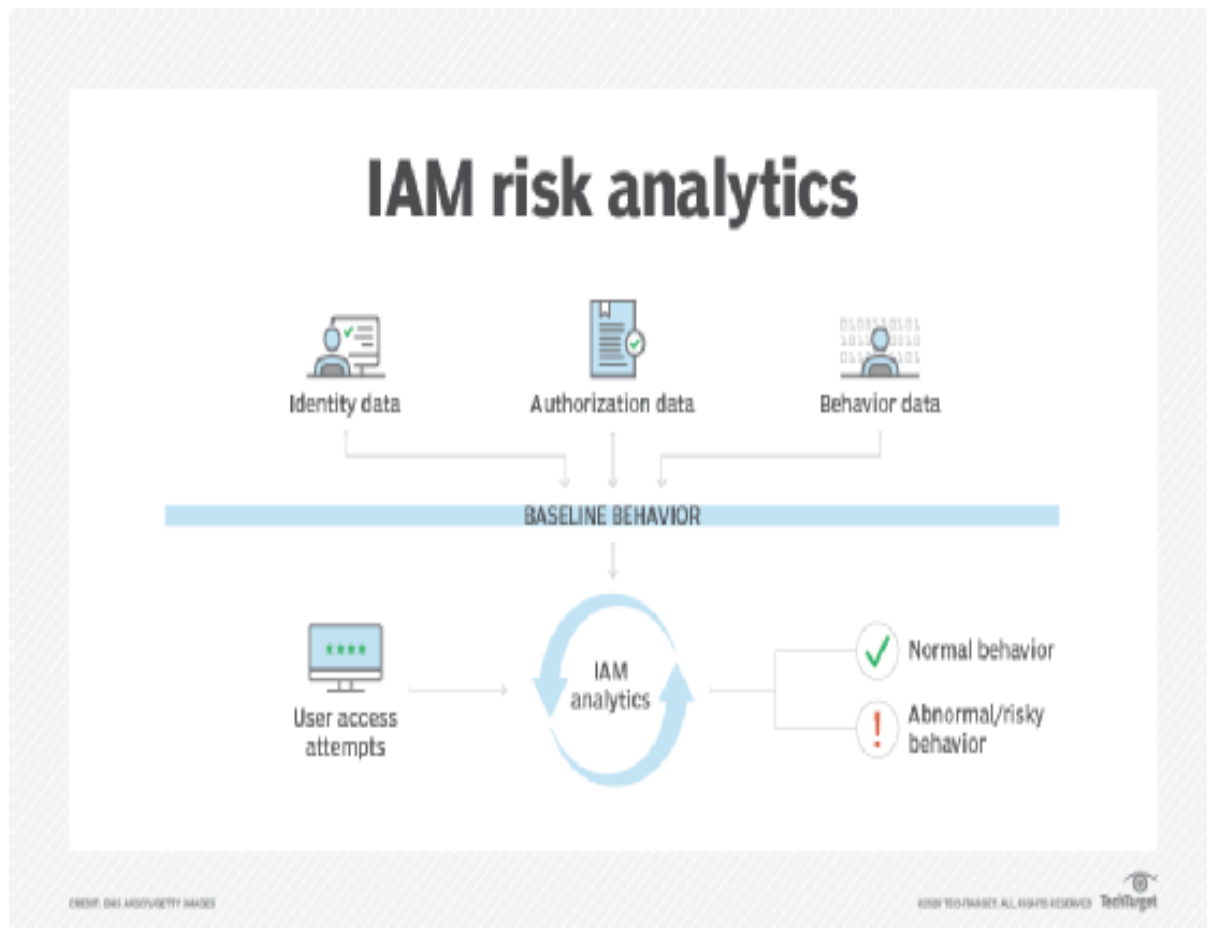 IAM risk analytics
Identity data
Authorization data
Behavior data
BASELINE BEHAVIOR
User access
attempts
IAM
analytics
Normal behavior
Abnormal/risky
behavior
TechTarget